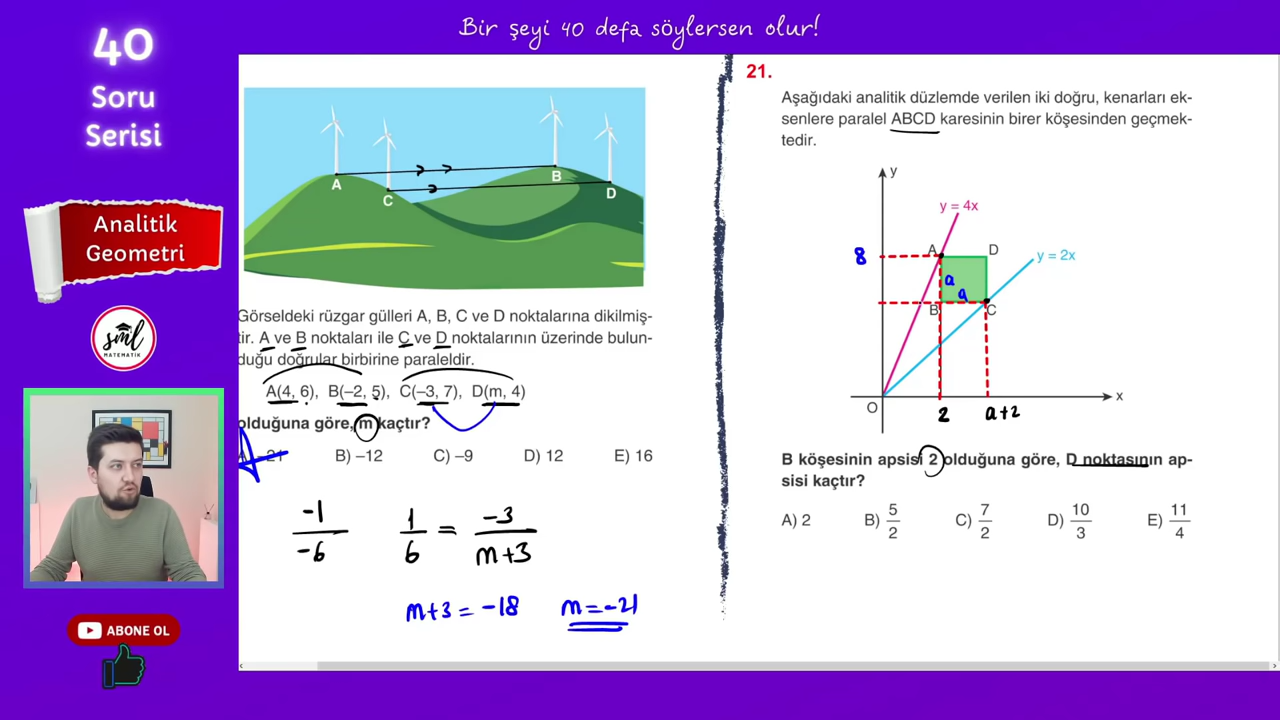 Bir şeyi 40 defa söylersen olur!
40
Soru
Serisi
Analitik
Geometri
sml
MATEMATİK
ABONE OL
A
B
C
D
Görseldeki rüzgar gülleri A, B, C ve D noktalarına dikilmiş-
tir. A ve B noktaları ile C ve D noktalarının üzerinde bulun-
duğu doğrular birbirine paraleldir.
A(4, 6), B(–2, 5), C(–3, 7), D(m, 4)
olduğuna göre, m kaçtır?
A) –21 B) –12 C) –9 D) 12 E) 16
-1/-6 1/6 = -3/m+3
m+3 = -18 m = -21
21.
Aşağıdaki analitik düzlemde verilen iki doğru, kenarları ek-
senlere paralel ABCD karesinin birer köşesinden geçmek-
tedir.
y
y = 4x
8 A D y = 2x
a
a
B C
O x
2 a+2
B köşesinin apsisi 2 olduğuna göre, D noktasının ap-
sisi kaçtır?
A) 2 B) 5/2 C) 7/2 D) 10/3 E) 11/4